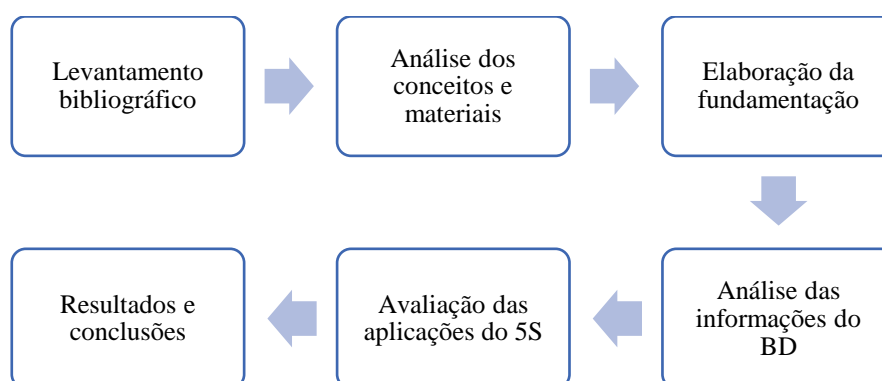 Levantamento
bibliográfico
Análise dos
conceitos e
materiais
Elaboração da
fundamentação
Análise das
informações do
BD
Avaliação das
aplicações do 5S
Resultados e
conclusões